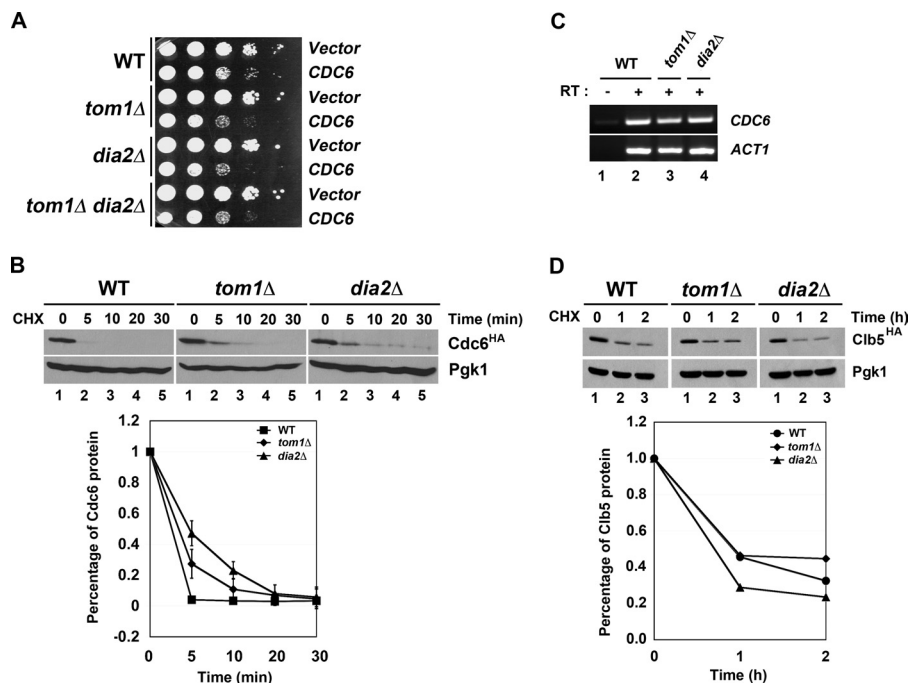 A
WT
Vector
CDC6
tom1Δ
Vector
CDC6
dia2Δ
Vector
CDC6
tom1Δ dia2Δ
Vector
CDC6
C
WT
tom1Δ
dia2Δ
RT : - + + +
CDC6
ACT1
1 2 3 4
B
WT tom1Δ dia2Δ
CHX 0 5 10 20 30 0 5 10 20 30 0 5 10 20 30 Time (min)
Cdc6HA
Pgk1
1 2 3 4 5 1 2 3 4 5 1 2 3 4 5
WT
tom1Δ
dia2Δ
Percentage of Cdc6 protein
1
0.8
0.6
0.4
0.2
0
-0.2
0 5 10 20 30
Time (min)
D
WT tom1Δ dia2Δ
CHX 0 1 2 0 1 2 0 1 2 Time (h)
Clb5HA
Pgk1
1 2 3 1 2 3 1 2 3
WT
tom1Δ
dia2Δ
Percentage of Clb5 protein
1.0
0.8
0.6
0.4
0.2
0.0
0 1 2
Time (h)